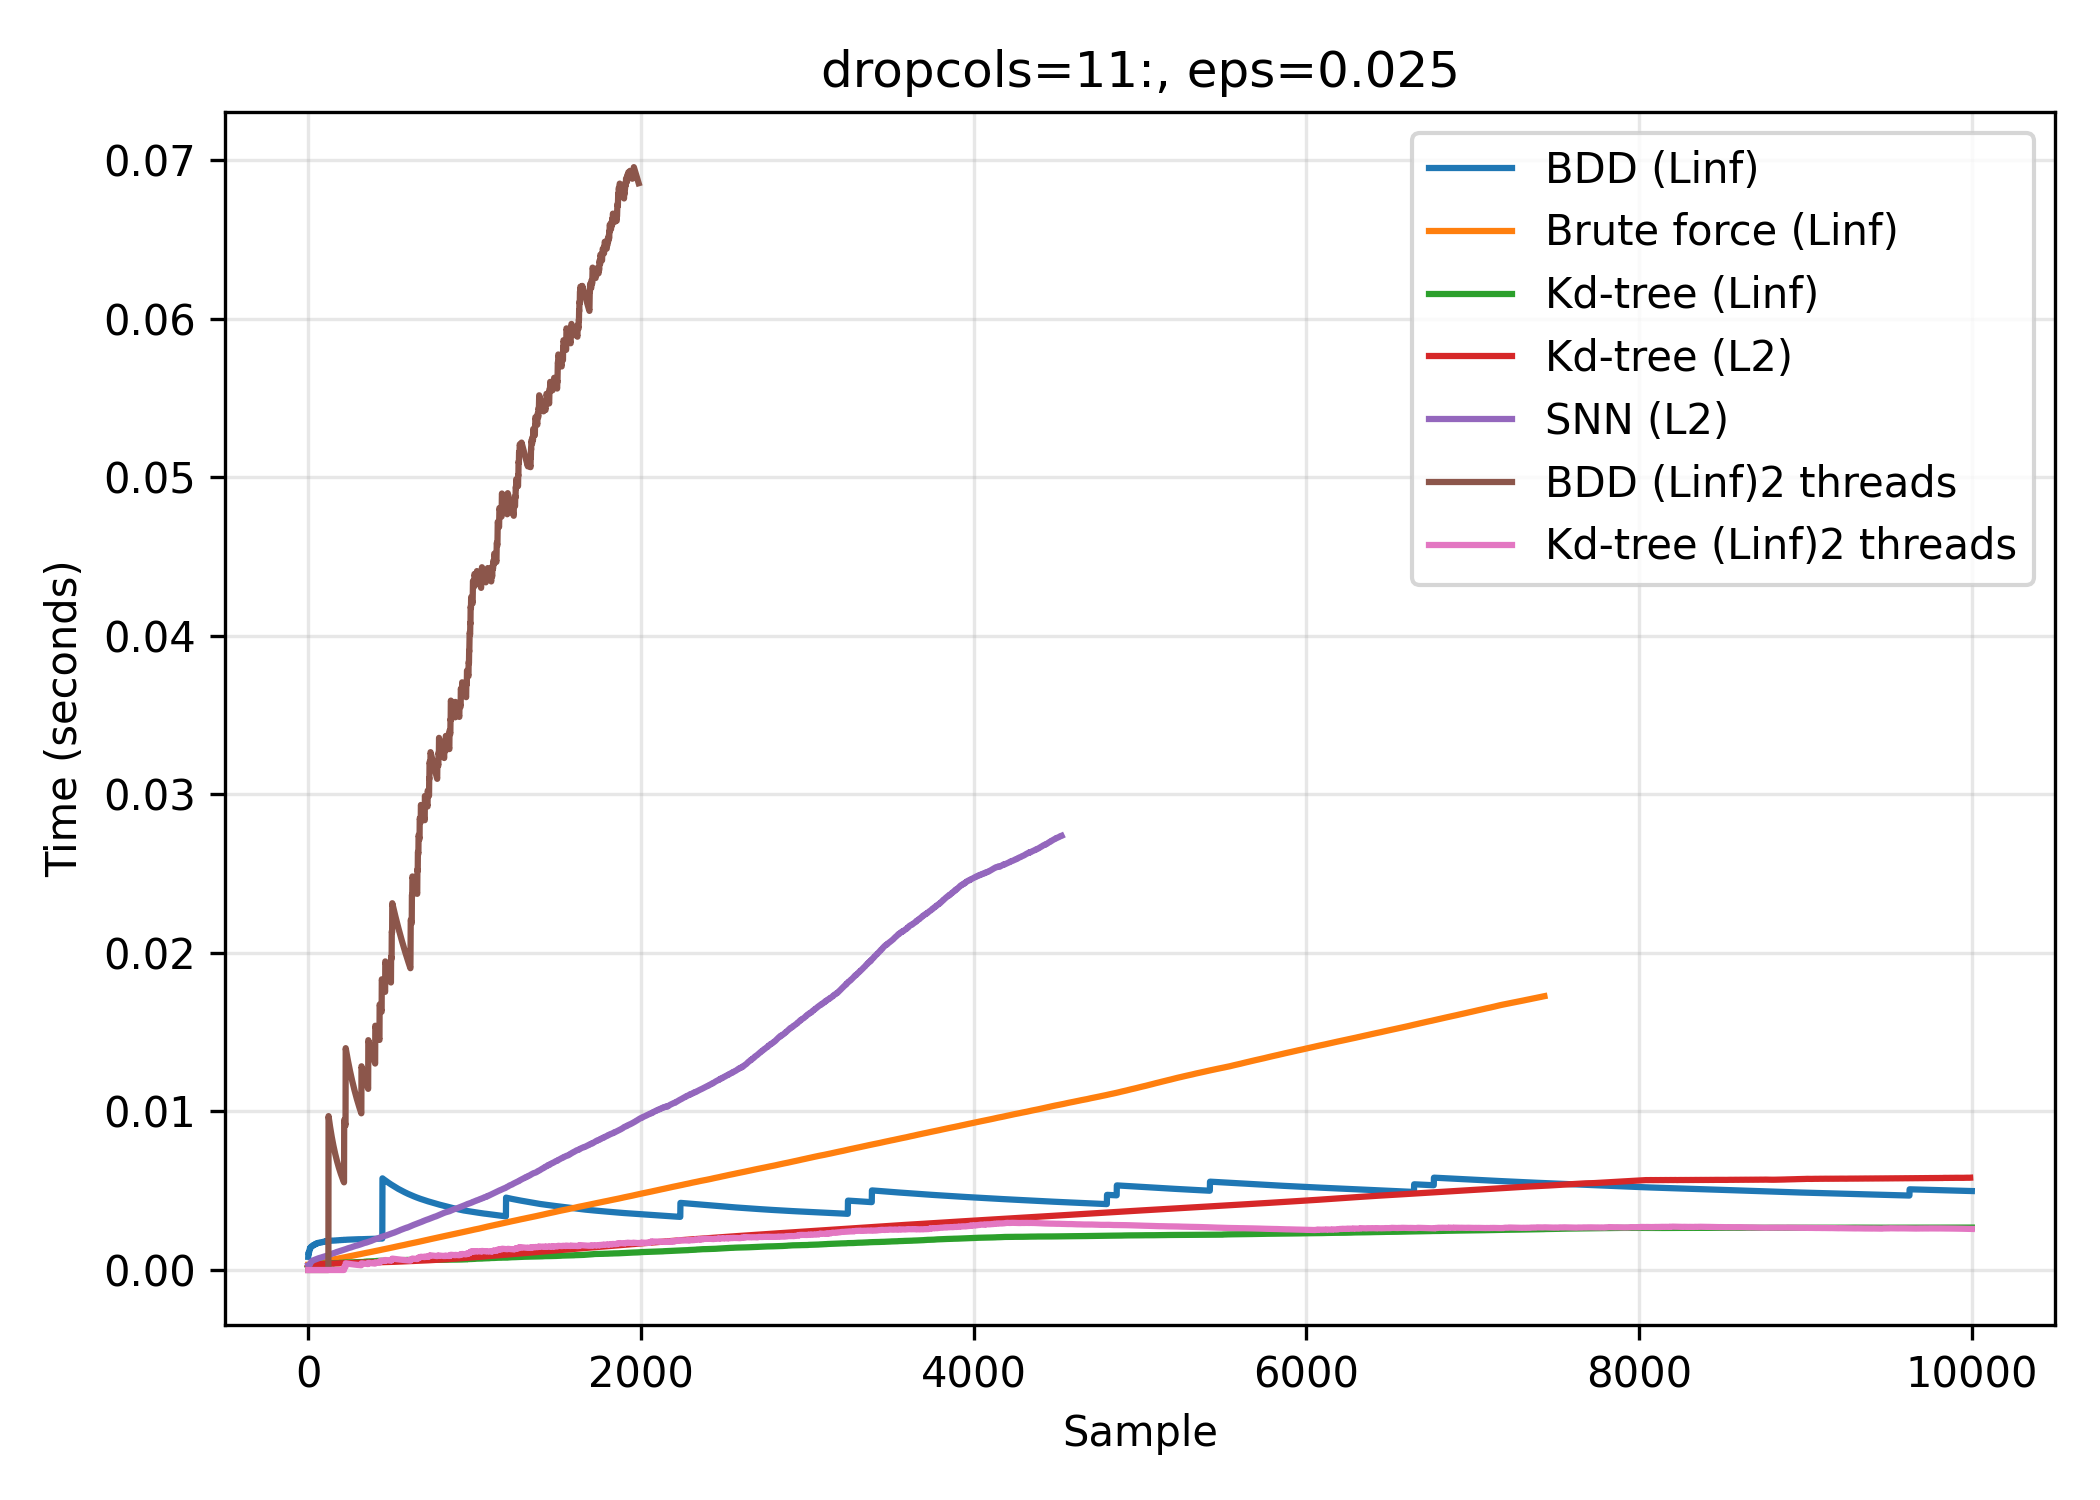 dropcols=11:, eps=0.025
0.07
0.06
0.05
0.04
0.03
0.02
0.01
0.00
Time (seconds)
BDD (Linf)
Brute force (Linf)
Kd-tree (Linf)
Kd-tree (L2)
SNN (L2)
BDD (Linf)2 threads
Kd-tree (Linf)2 threads
0 2000 4000 6000 8000 10000
Sample